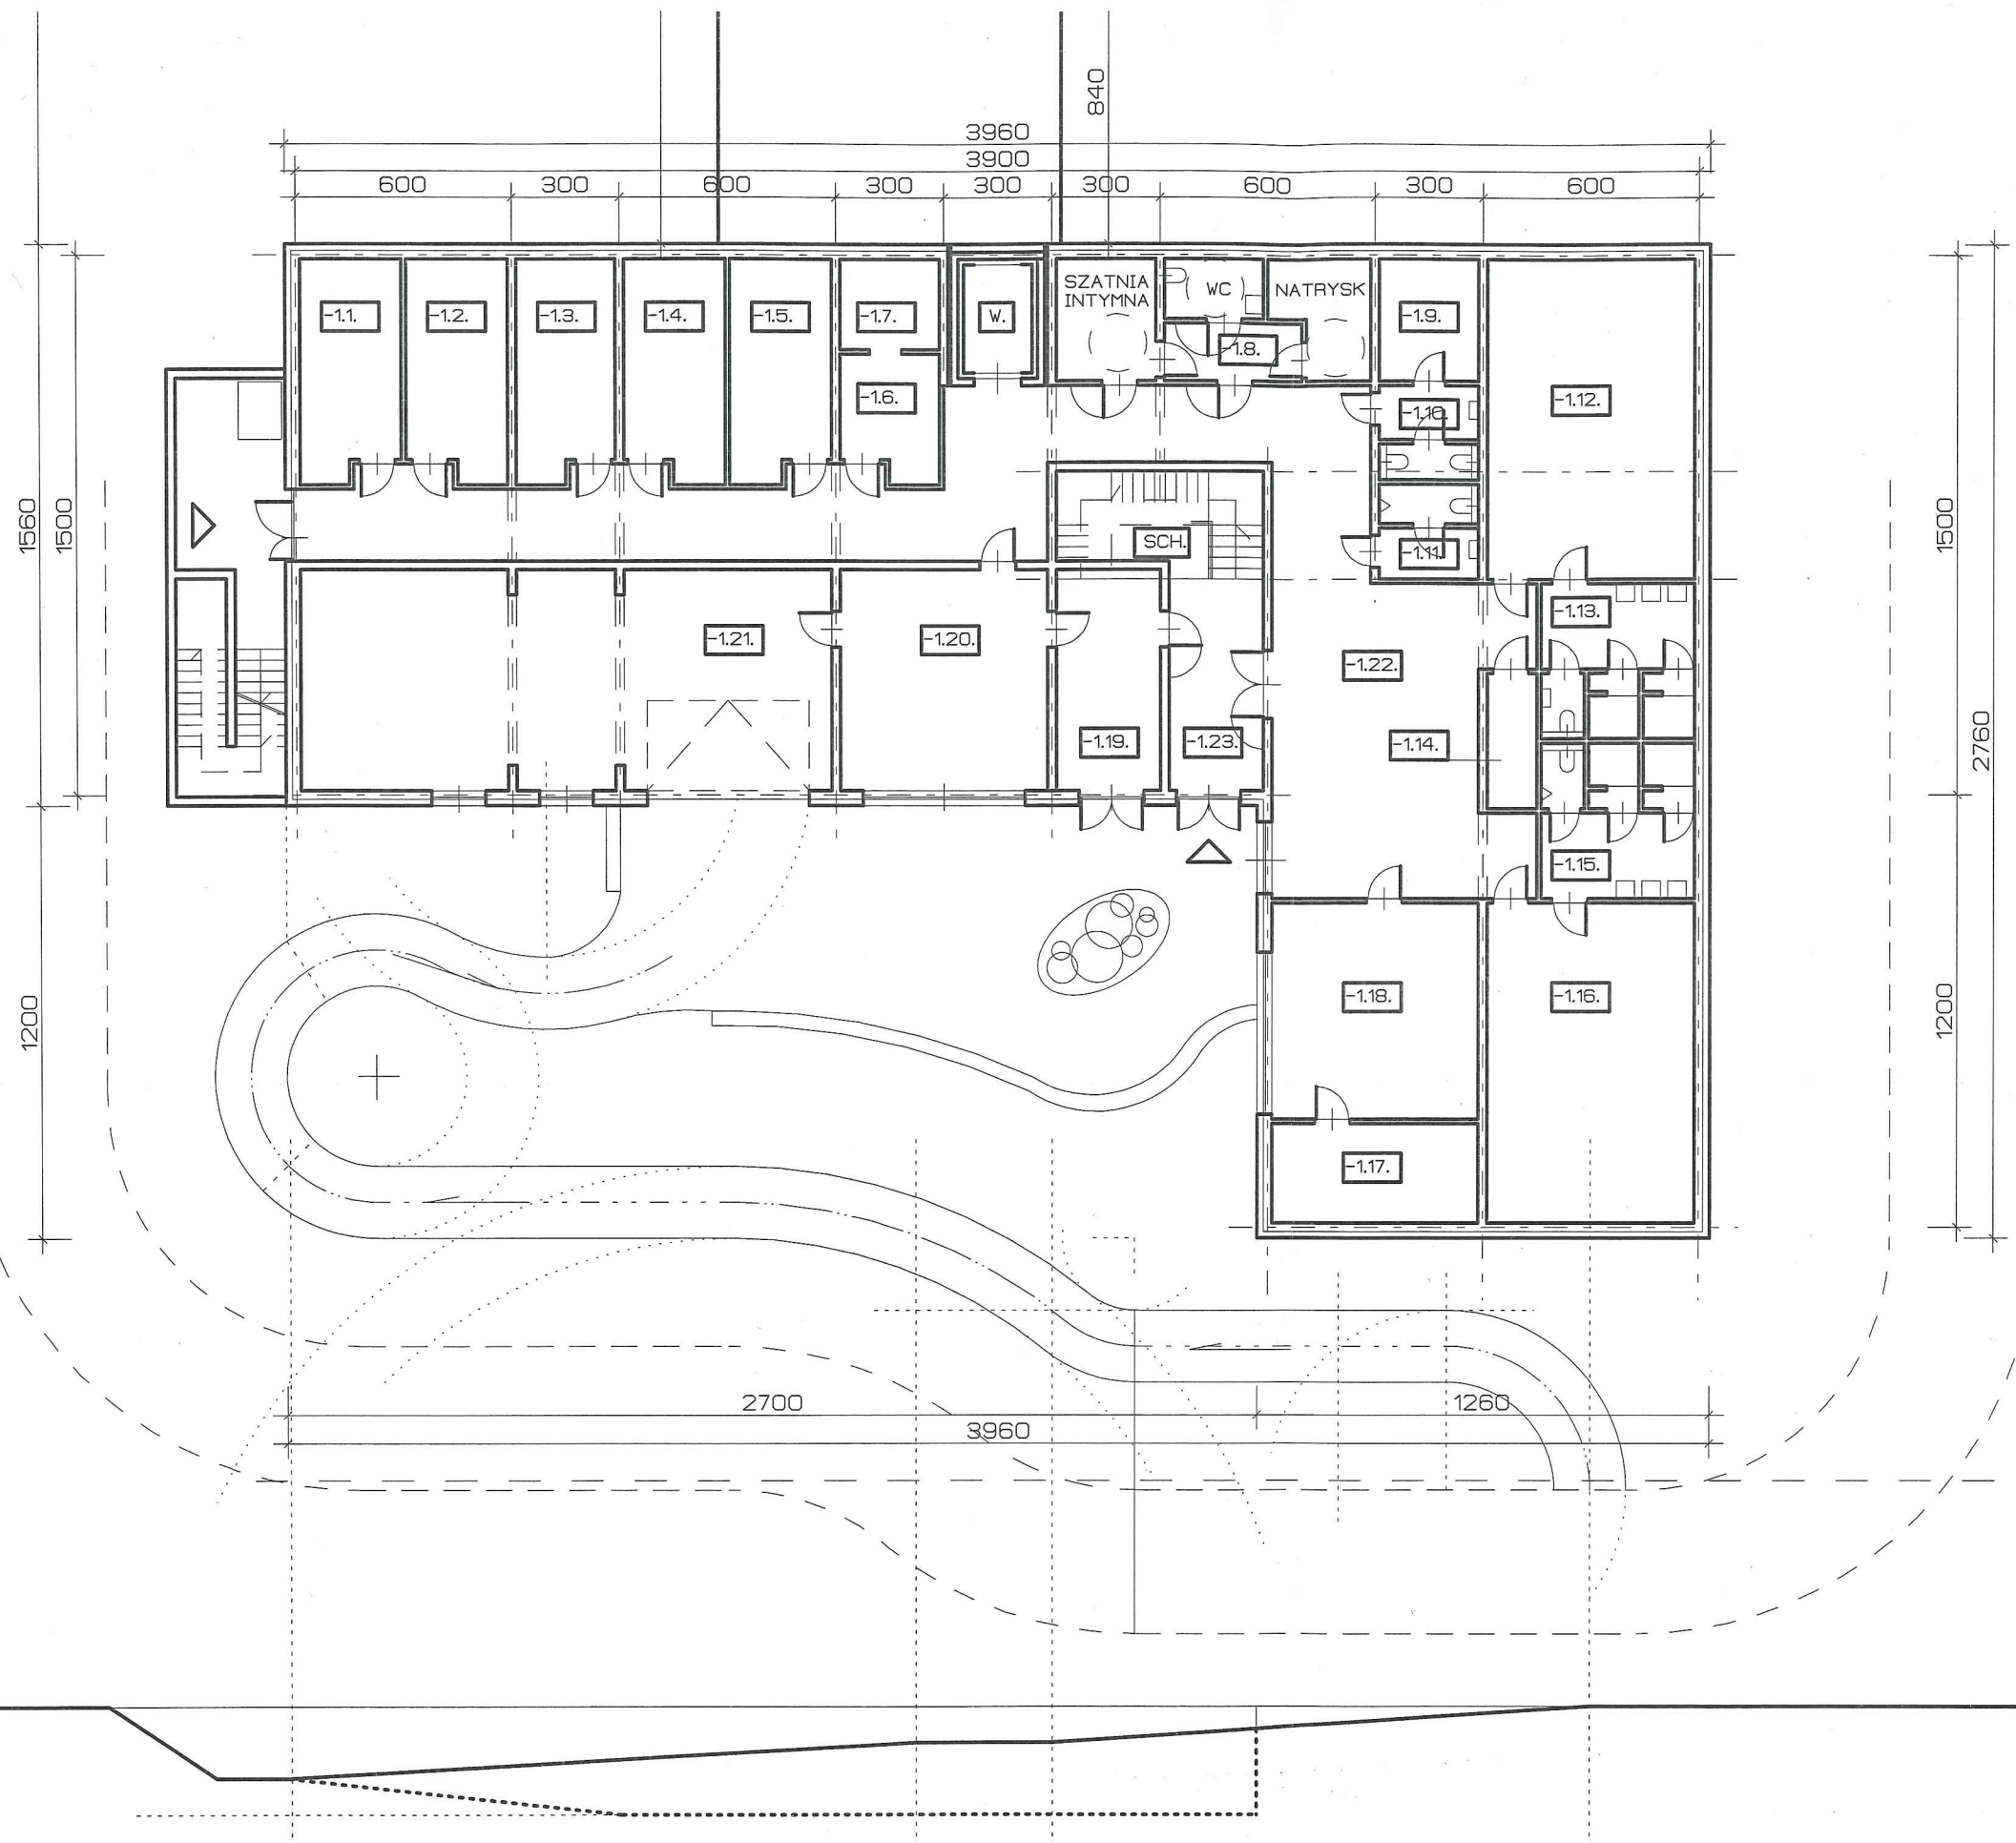 840
3960
3900
600 300 600 300 300 300 600 300 600
-1.1. -1.2. -1.3. -1.4. -1.5. -1.7. W. SZATNIA
INTYMNA WC NATRYSK -1.9.
-1.8.
-1.6. -1.10. -1.12.
1560 1500 SCH. -1.11. 1500
-1.13.
-1.21. -1.20. -1.22.
-1.19. -1.23. -1.14. 2760
-1.15.
1200 -1.18. -1.16. 1200
-1.17.
2700 1260
3960